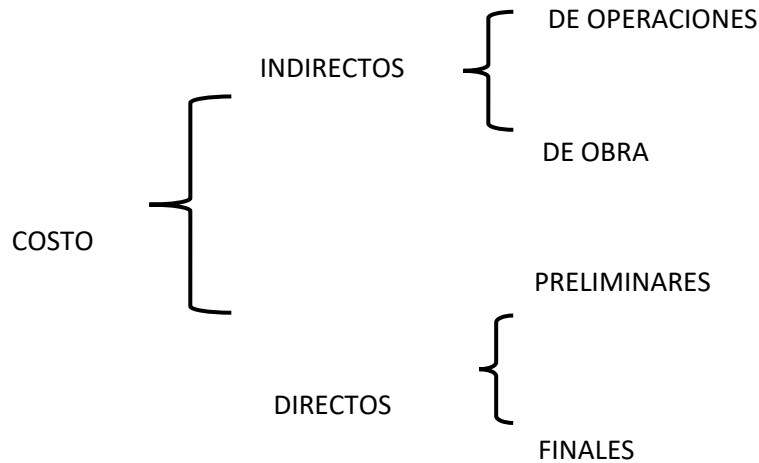 DE OPERACIONES
INDIRECTOS
DE OBRA
COSTO
PRELIMINARES
DIRECTOS
FINALES